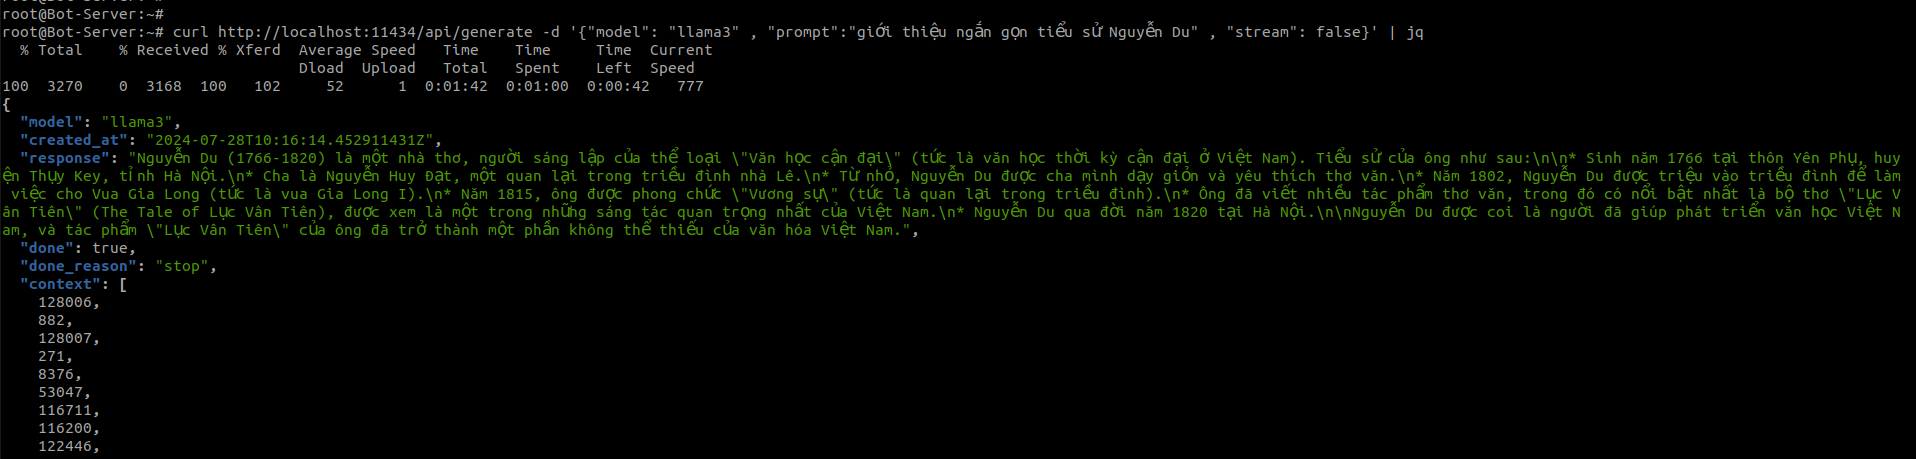 root@Bot-Server:~#
root@Bot-Server:~# curl http://localhost:11434/api/generate -d '{"model": "llama3" , "prompt":"giới thiệu ngắn gọn tiểu sử Nguyễn Du" , "stream": false}' | jq
  % Total    % Received % Xferd  Average Speed   Time    Time     Time  Current
                                 Dload  Upload   Total   Spent    Left  Speed
100  3270    0  3168  100   102     52      1  0:01:42  0:01:00  0:00:42   777
{
  "model": "llama3",
  "created_at": "2024-07-28T10:16:14.452911431Z",
  "response": "Nguyễn Du (1766-1820) là một nhà thơ, người sáng lập của thể loại \"Văn học cận đại\" (tức là văn học thời kỳ cận đại ở Việt Nam). Tiểu sử của ông như sau:\n\n* Sinh năm 1766 tại thôn Yên Phụ, huy
ện Thụy Key, tỉnh Hà Nội.\n* Cha là Nguyễn Huy Đạt, một quan lại trong triều đình nhà Lê.\n* Từ nhỏ, Nguyễn Du được cha mình dạy giỏn và yêu thích thơ văn.\n* Năm 1802, Nguyễn Du được triệu vào triều đình để làm
 việc cho Vua Gia Long (tức là vua Gia Long I).\n* Năm 1815, ông được phong chức \"Vương sự\" (tức là quan lại trong triều đình).\n* Ông đã viết nhiều tác phẩm thơ văn, trong đó có nổi bật nhất là bộ thơ \"Lục V
ân Tiên\" (The Tale of Lục Vân Tiên), được xem là một trong những sáng tác quan trọng nhất của Việt Nam.\n* Nguyễn Du qua đời năm 1820 tại Hà Nội.\n\nNguyễn Du được coi là người đã giúp phát triển văn học Việt N
am, và tác phẩm \"Lục Vân Tiên\" của ông đã trở thành một phần không thể thiếu của văn hóa Việt Nam.",
  "done": true,
  "done_reason": "stop",
  "context": [
    128006,
    882,
    128007,
    271,
    8376,
    53047,
    116711,
    116200,
    122446,